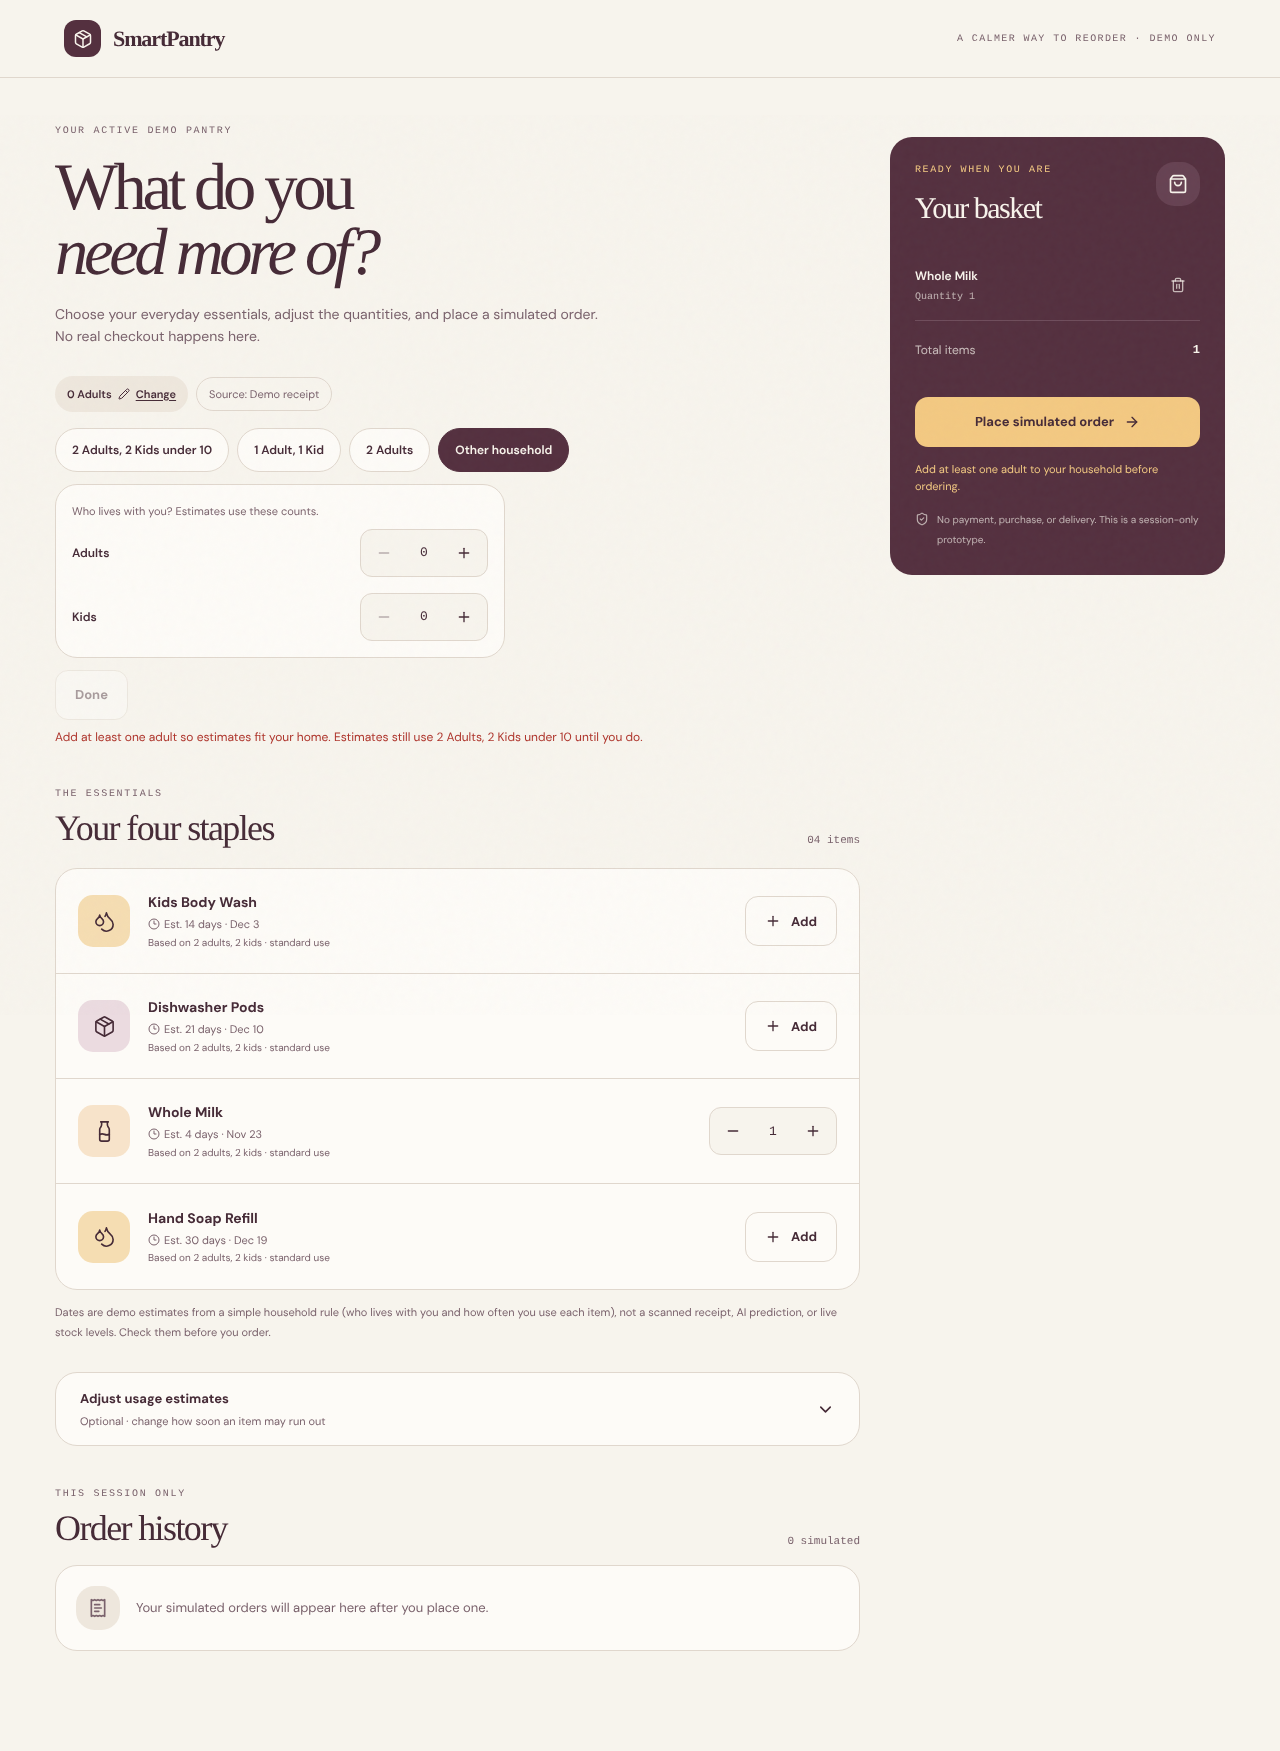 SmartPantry
A CALMER WAY TO REORDER · DEMO ONLY
YOUR ACTIVE DEMO PANTRY
What do you
need more of?
Choose your everyday essentials, adjust the quantities, and place a simulated order.
No real checkout happens here.
0 Adults Change
Source: Demo receipt
2 Adults, 2 Kids under 10
1 Adult, 1 Kid
2 Adults
Other household
Who lives with you? Estimates use these counts.
Adults
0
Kids
0
Done
Add at least one adult so estimates fit your home. Estimates still use 2 Adults, 2 Kids under 10 until you do.
READY WHEN YOU ARE
Your basket
Whole Milk
Quantity 1
Total items
1
Place simulated order
Add at least one adult to your household before
ordering.
No payment, purchase, or delivery. This is a session-only
prototype.
THE ESSENTIALS
Your four staples
04 items
Kids Body Wash
Est. 14 days · Dec 3
Based on 2 adults, 2 kids · standard use
Add
Dishwasher Pods
Est. 21 days · Dec 10
Based on 2 adults, 2 kids · standard use
Add
Whole Milk
Est. 4 days · Nov 23
Based on 2 adults, 2 kids · standard use
1
Hand Soap Refill
Est. 30 days · Dec 19
Based on 2 adults, 2 kids · standard use
Add
Dates are demo estimates from a simple household rule (who lives with you and how often you use each item), not a scanned receipt, AI prediction, or live
stock levels. Check them before you order.
Adjust usage estimates
Optional · change how soon an item may run out
THIS SESSION ONLY
Order history
0 simulated
Your simulated orders will appear here after you place one.